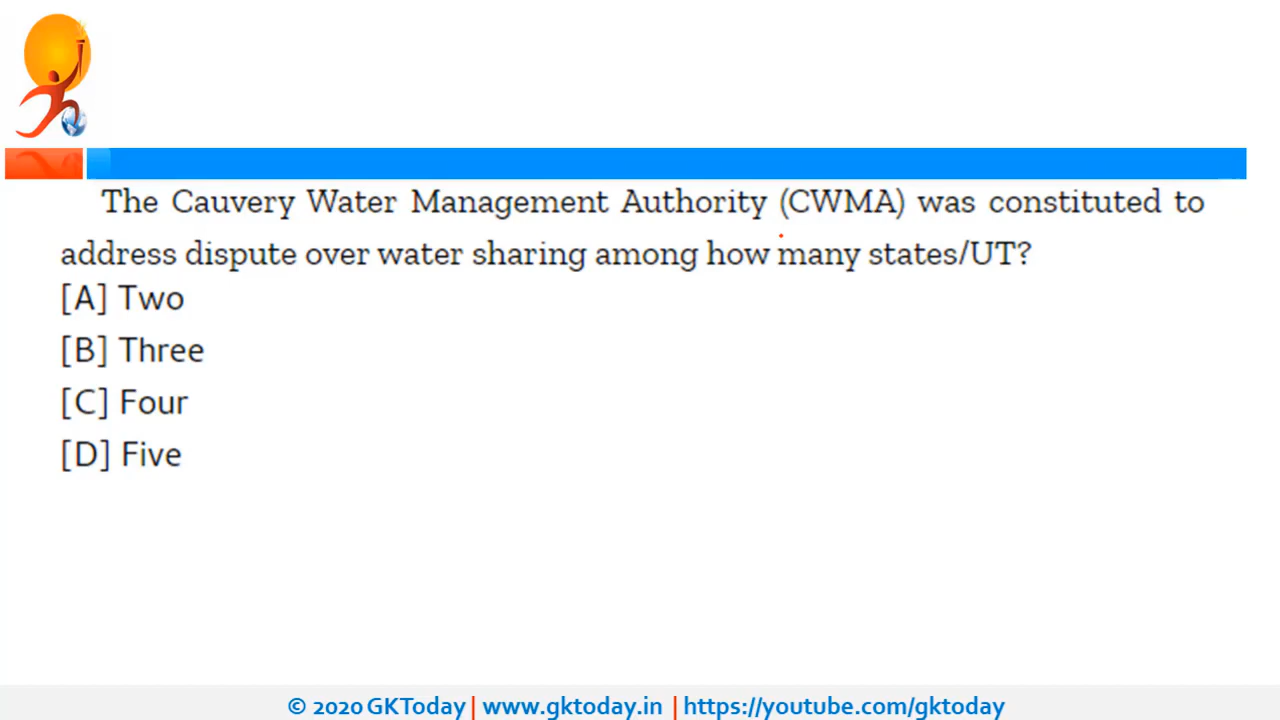 The Cauvery Water Management Authority (CWMA) was constituted to
address dispute over water sharing among how many states/UT?
[A] Two
[B] Three
[C] Four
[D] Five
© 2020 GKToday | www.gktoday.in | https://youtube.com/gktoday